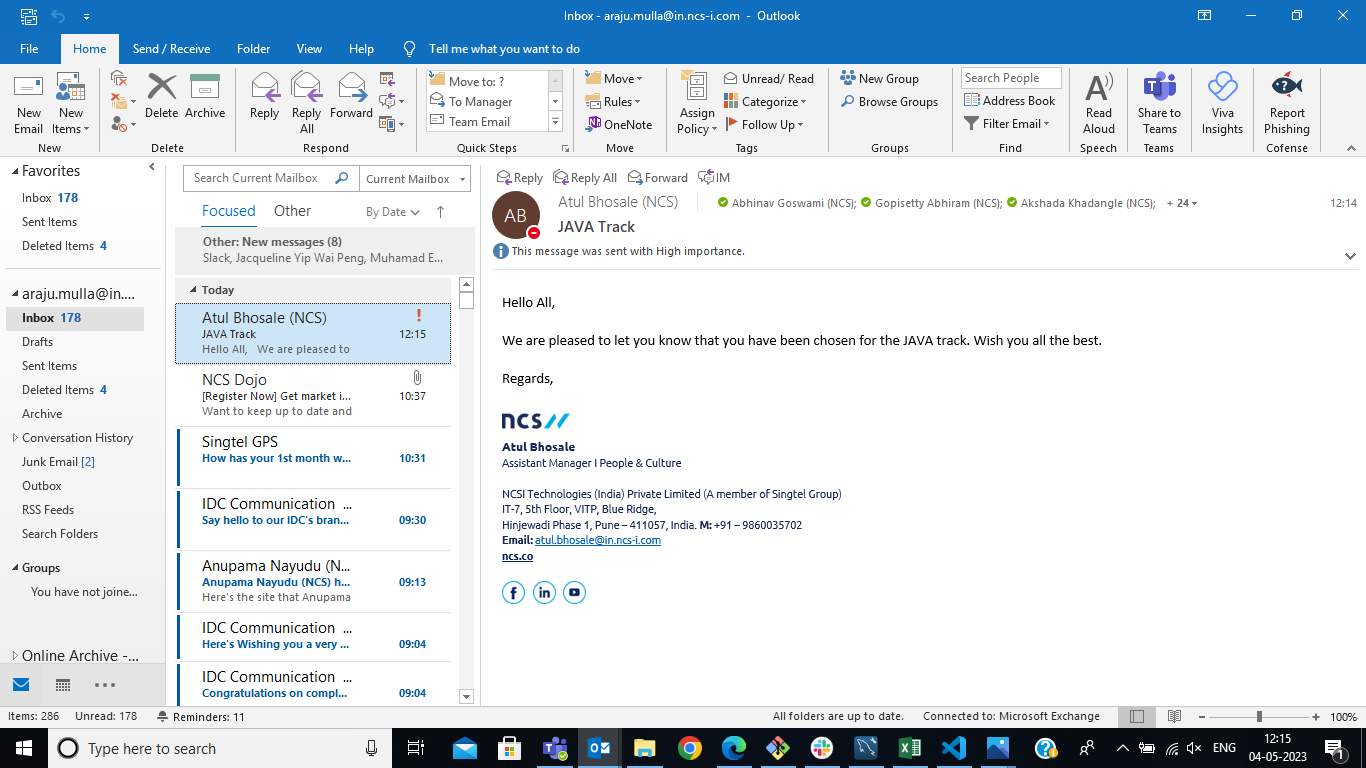 Inbox - araju.mulla@in.ncs-i.com - Outlook
File Home Send / Receive Folder View Help Tell me what you want to do
New Email
New Items
New
Delete Archive
Delete
Reply Reply All Forward
Respond
Move to: ?
To Manager
Team Email
Quick Steps
Move
Rules
OneNote
Move
Assign Policy
Unread/ Read
Categorize
Follow Up
Tags
New Group
Browse Groups
Groups
Search People
Address Book
Filter Email
Find
Read Aloud
Speech
Share to Teams
Teams
Viva Insights
Report Phishing
Cofense
Favorites
Inbox 178
Sent Items
Deleted Items 4
araju.mulla@in....
Inbox 178
Drafts
Sent Items
Deleted Items 4
Archive
Conversation History
Junk Email [2]
Outbox
RSS Feeds
Search Folders
Groups
You have not joine...
Online Archive -...
Search Current Mailbox Current Mailbox
Focused Other By Date
Other: New messages (8)
Slack, Jacqueline Yip Wai Peng, Muhamad E...
Today
Atul Bhosale (NCS) !
JAVA Track 12:15
Hello All, We are pleased to
NCS Dojo
[Register Now] Get market i... 10:37
Want to keep up to date and
Singtel GPS
How has your 1st month w... 10:31
IDC Communication ...
Say hello to our IDC's bran... 09:30
Anupama Nayudu (N...
Anupama Nayudu (NCS) h... 09:13
Here's the site that Anupama
IDC Communication ...
Here's Wishing you a very ... 09:04
IDC Communication ...
Congratulations on compl... 09:04
Reply Reply All Forward IM
AB
Atul Bhosale (NCS) Abhinav Goswami (NCS); Gopisetty Abhiram (NCS); Akshada Khadangle (NCS); + 24 12:14
JAVA Track
This message was sent with High importance.
Hello All,
We are pleased to let you know that you have been chosen for the JAVA track. Wish you all the best.
Regards,
ncs
Atul Bhosale
Assistant Manager I People & Culture
NCSI Technologies (India) Private Limited (A member of Singtel Group)
IT-7, 5th Floor, VITP, Blue Ridge,
Hinjewadi Phase 1, Pune – 411057, India. M: +91 – 9860035702
Email: atul.bhosale@in.ncs-i.com
ncs.co
Items: 286 Unread: 178 Reminders: 11 All folders are up to date. Connected to: Microsoft Exchange 100%
Type here to search ENG 12:15
04-05-2023
1